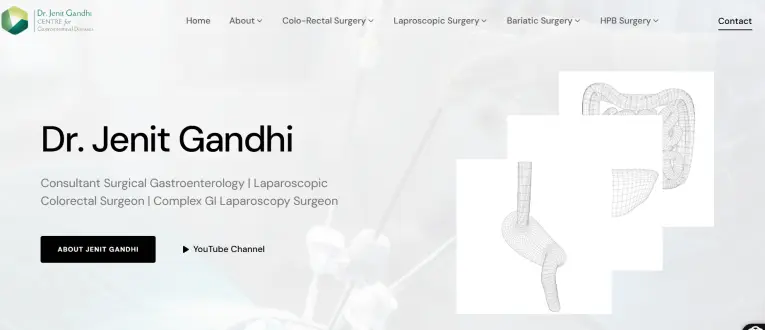 Dr. Jenit Gandhi
CENTRE for
Gastrointestinal Diseases
Home
About
Colo-Rectal Surgery
Laproscopic Surgery
Bariatic Surgery
HPB Surgery
Contact
Dr. Jenit Gandhi
Consultant Surgical Gastroenterology | Laparoscopic
Colorectal Surgeon | Complex GI Laparoscopy Surgeon
ABOUT JENIT GANDHI
YouTube Channel